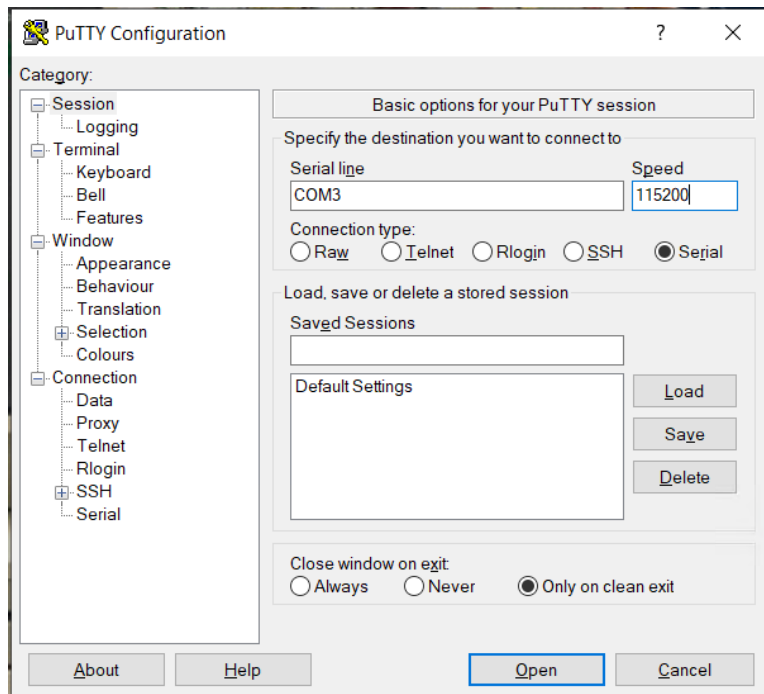 PuTTY Configuration
?
Category:
Session
Logging
Terminal
Keyboard
Bell
Features
Window
Appearance
Behaviour
Translation
Selection
Colours
Connection
Data
Proxy
Telnet
Rlogin
SSH
Serial
Basic options for your PuTTY session
Specify the destination you want to connect to
Serial line Speed
COM3 115200
Connection type:
Raw Telnet Rlogin SSH Serial
Load, save or delete a stored session
Saved Sessions
Default Settings
Load
Save
Delete
Close window on exit:
Always Never Only on clean exit
About Help Open Cancel